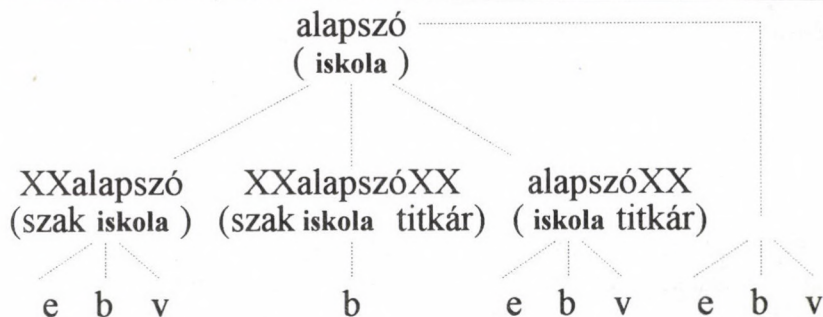 alapszó
( iskola )
XXalapszó XXalapszóXX alapszóXX
(szak iskola ) (szak iskola titkár) ( iskola titkár)
e b v b e b v e b v